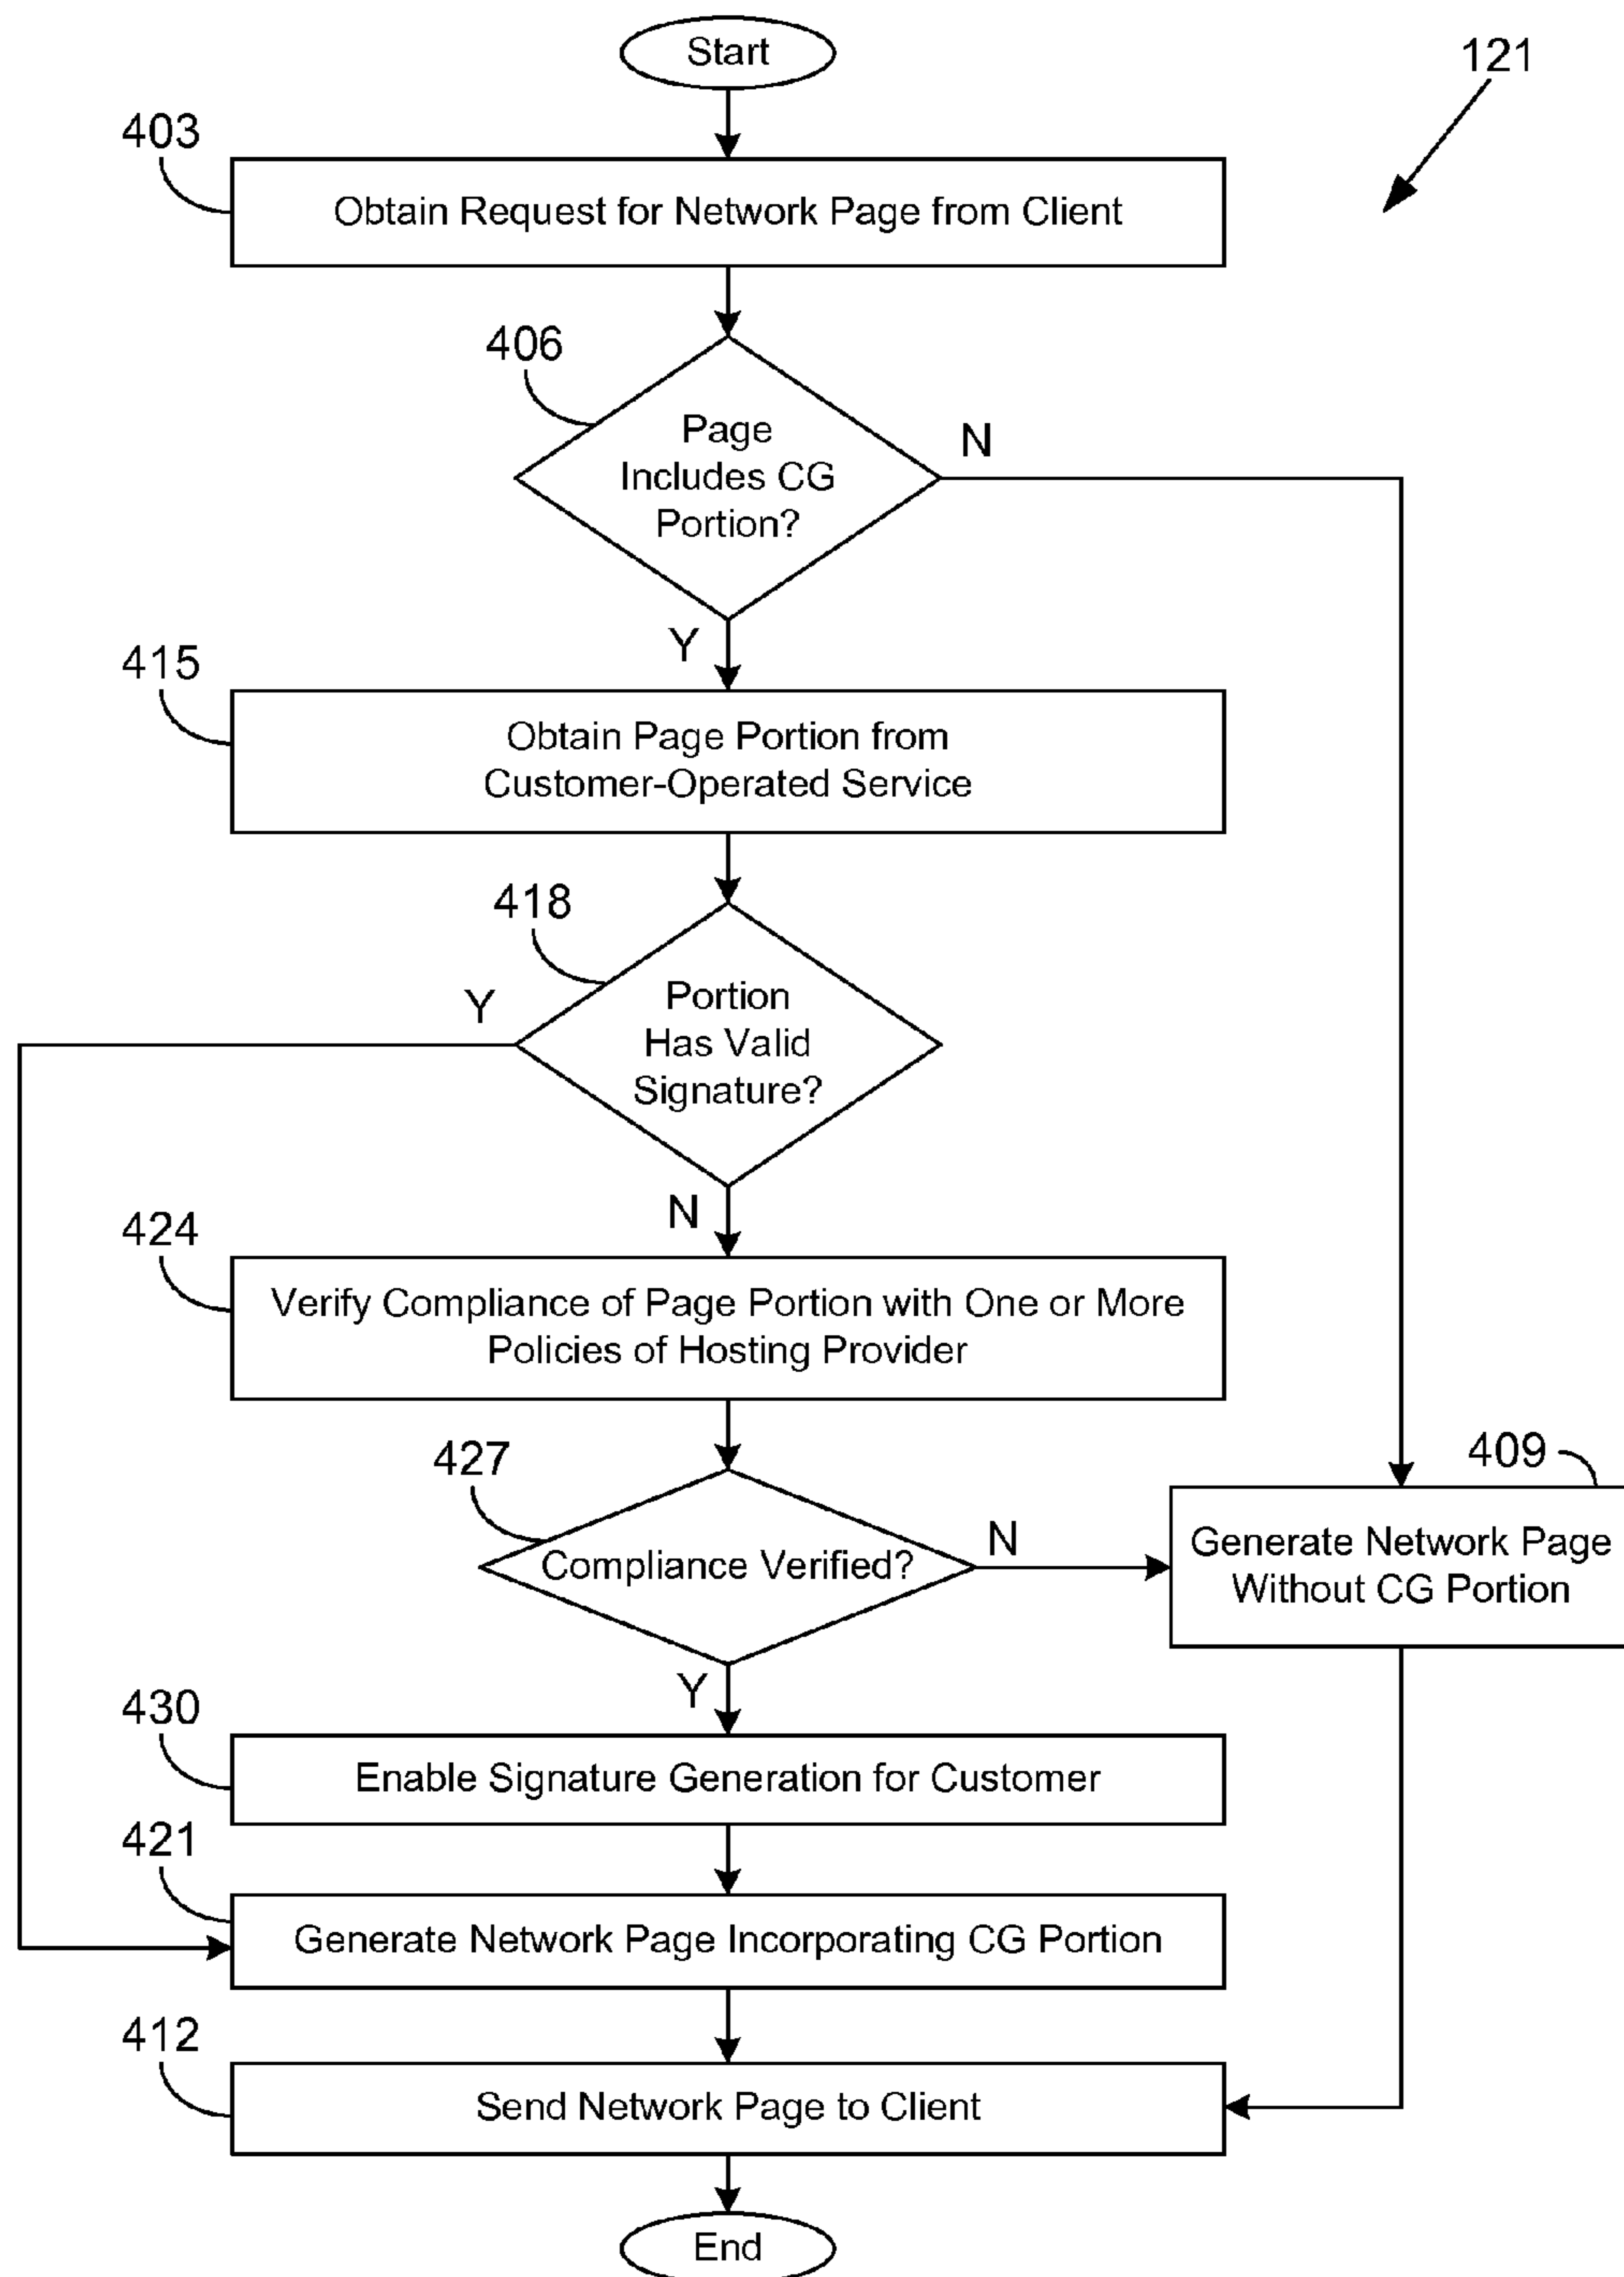 Start
121
403
Obtain Request for Network Page from Client
406
Page
Includes CG
Portion?
N
Y
415
Obtain Page Portion from
Customer-Operated Service
418
Portion
Has Valid
Signature?
Y
N
424
Verify Compliance of Page Portion with One or More
Policies of Hosting Provider
427
Compliance Verified?
N
409
Generate Network Page
Without CG Portion
Y
430
Enable Signature Generation for Customer
421
Generate Network Page Incorporating CG Portion
412
Send Network Page to Client
End